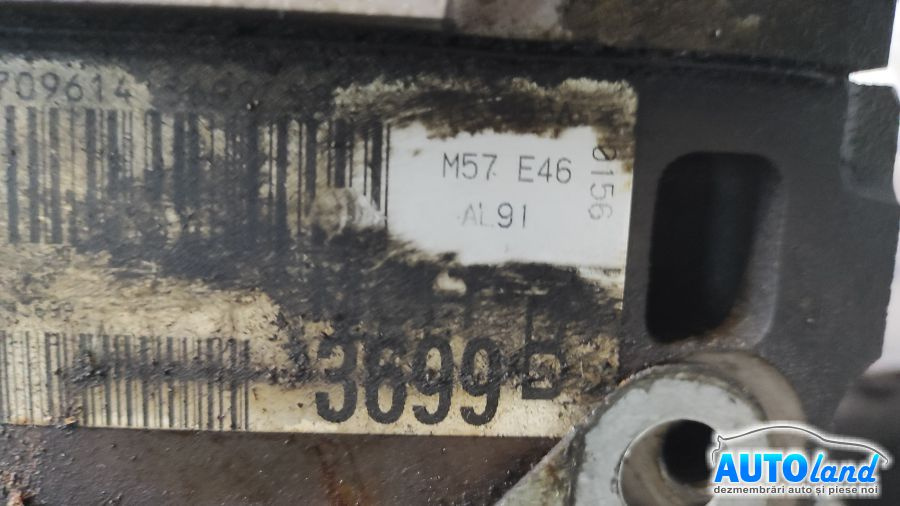 709614
M57 E46
AL91
0156
3699
AUTOland
dezmembrări auto și piese noi